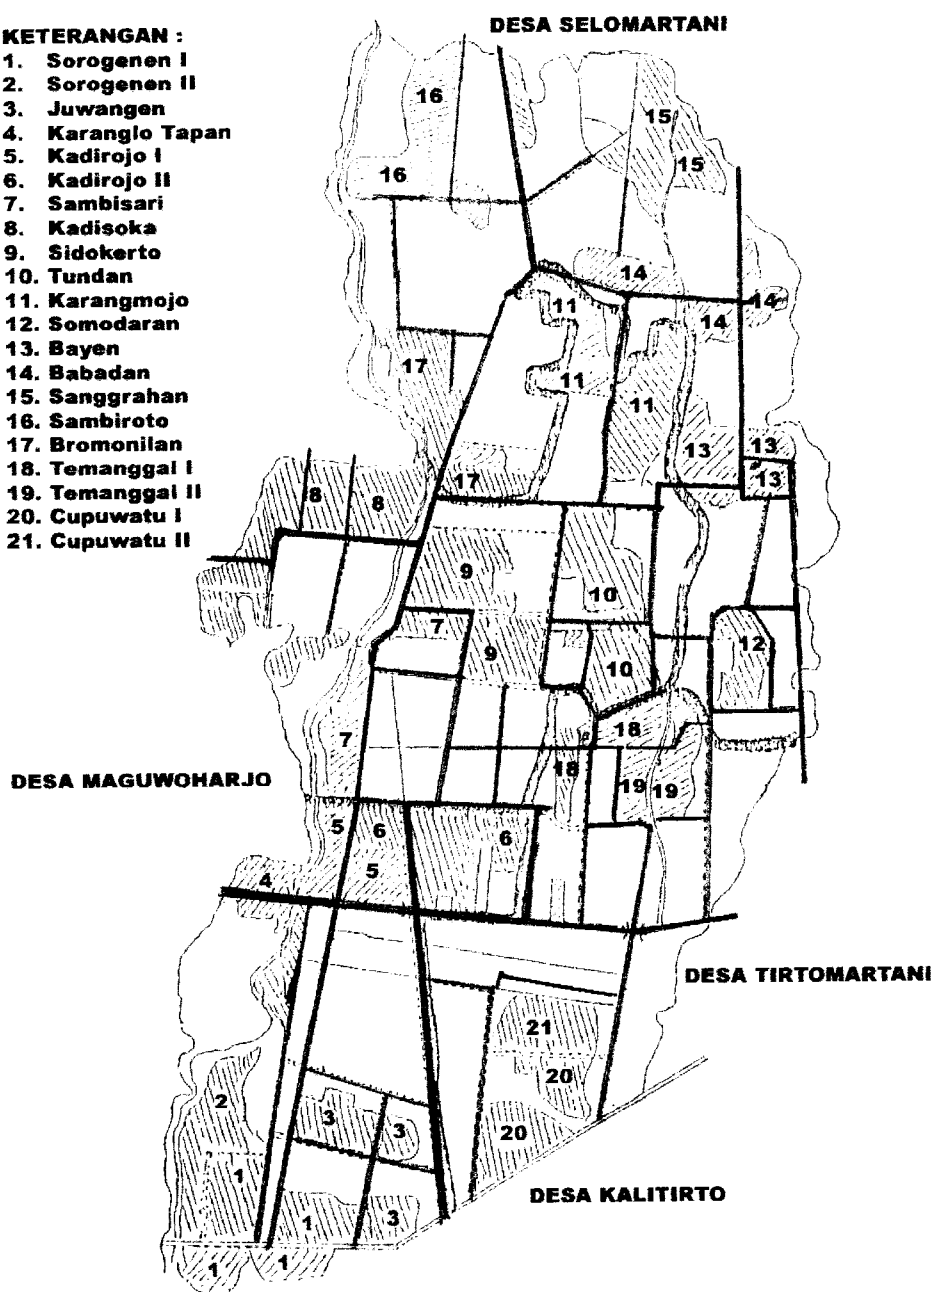 DESA SELOMARTANI
KETERANGAN :
1. Sorogenen I
2. Sorogenen II
3. Juwangen
4. Karanglo Tapan
5. Kadirojo I
6. Kadirojo II
7. Sambisari
8. Kadisoka
9. Sidokerto
10. Tundan
11. Karangmojo
12. Somodaran
13. Bayen
14. Babadan
15. Sanggrahan
16. Sambiroto
17. Bromonilan
18. Temanggal I
19. Temanggal II
20. Cupuwatu I
21. Cupuwatu II
16
15
15
16
14
14
11
14
17
11
11
13
13
13
17
8
8
9
10
7
12
9
10
18
7
18
DESA MAGUWOHARJO
19
19
5
6
6
5
4
DESA TIRTOMARTANI
21
20
2
3
3
20
1
DESA KALITIRTO
1
3
1
1